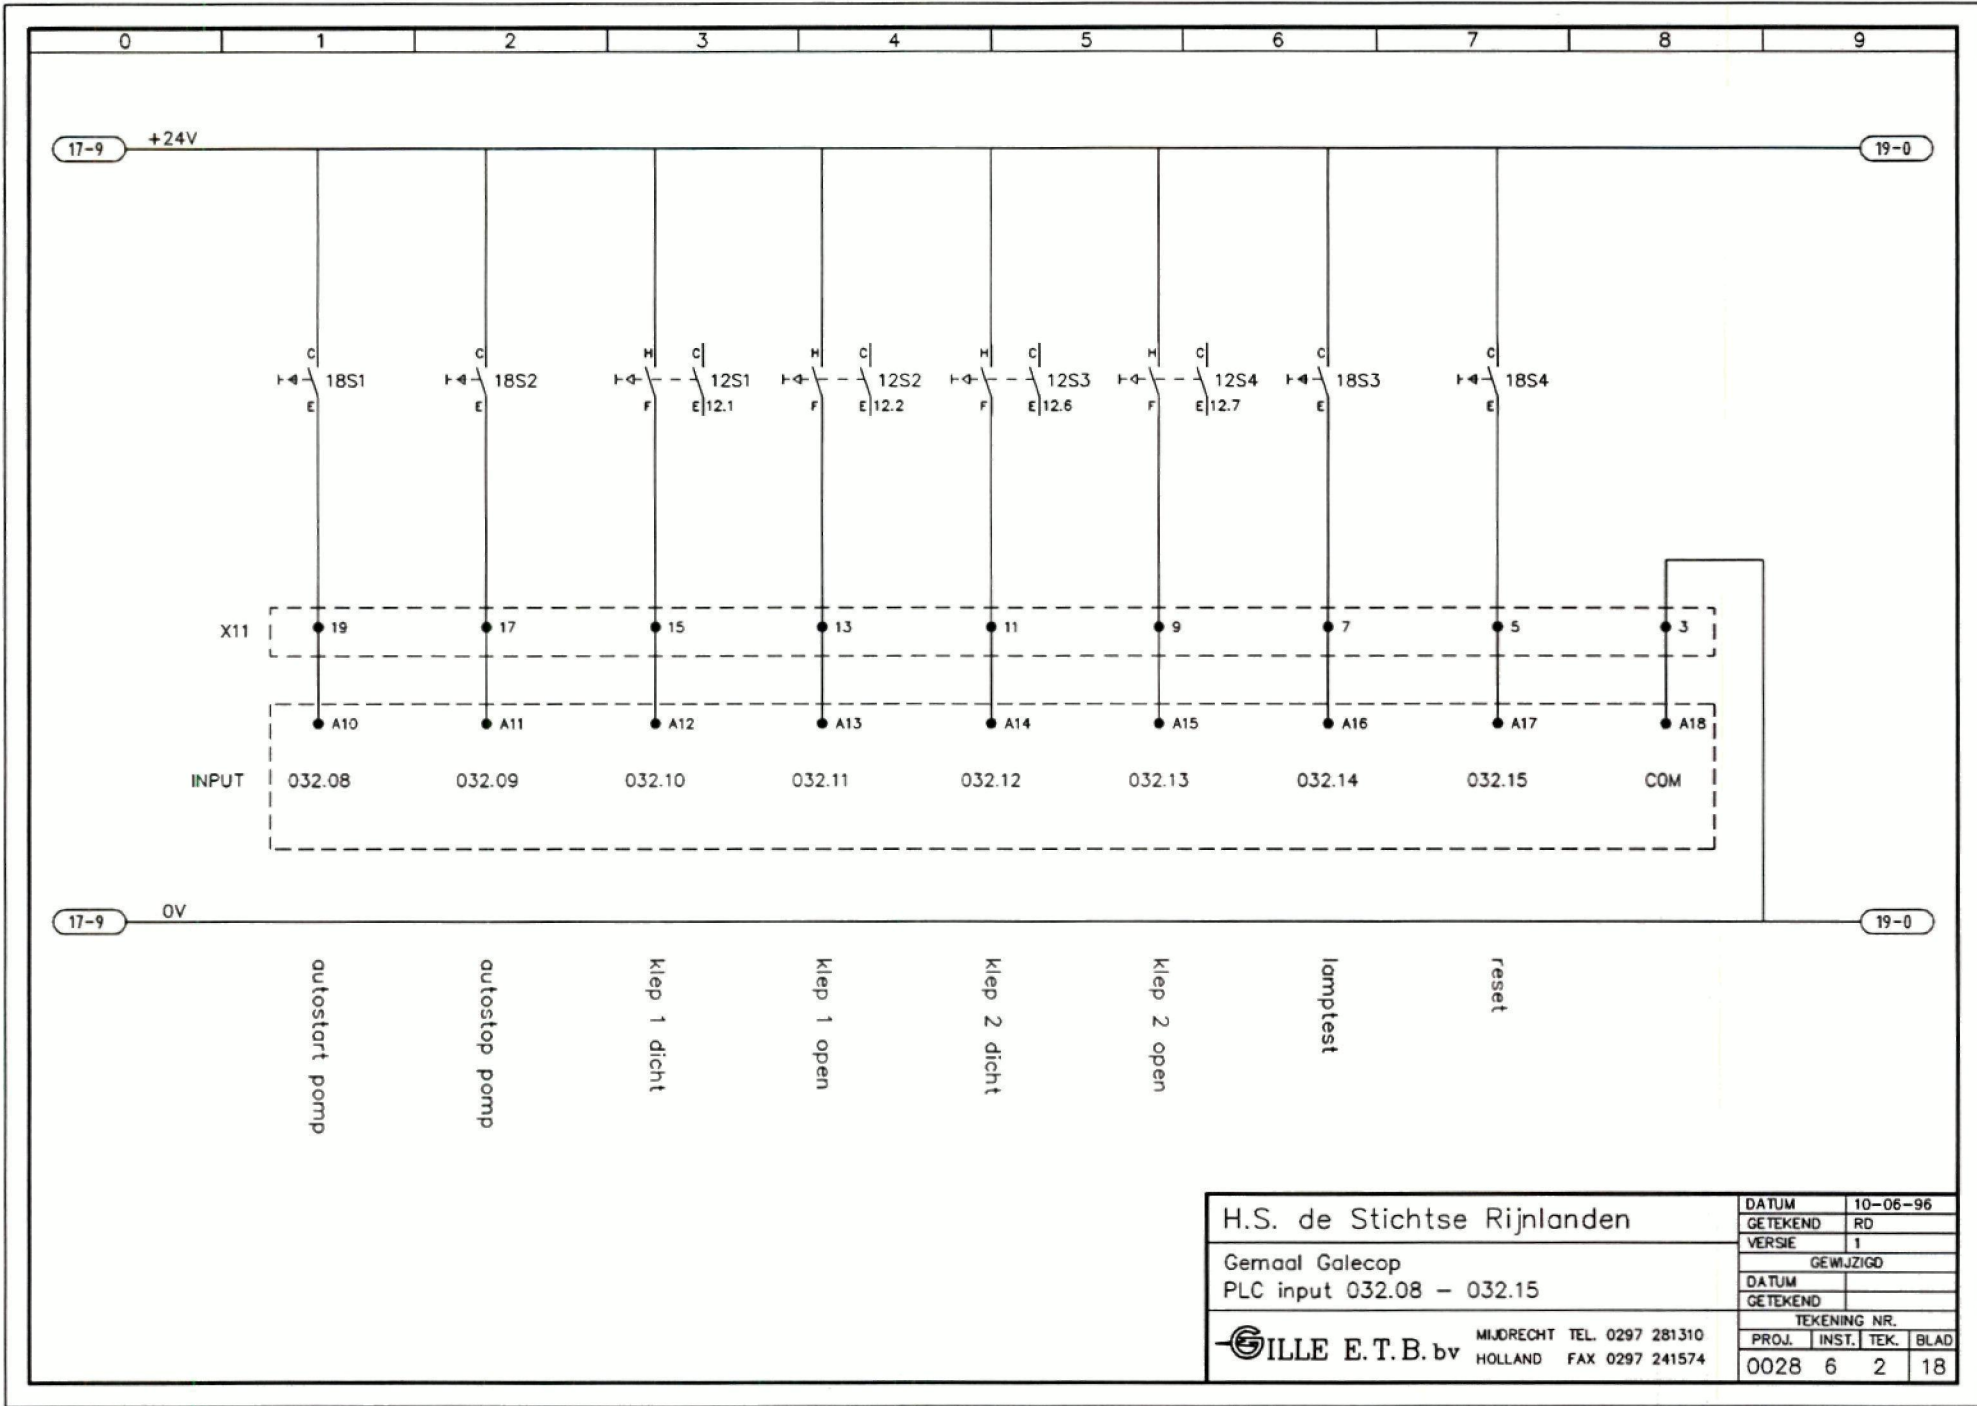 0 1 2 3 4 5 6 7 8 9
17-9 +24V 19-0
C H C H C H C H C C C
18S1 18S2 12S1 12S2 12S3 12S4 18S3 18S4
E E F E 12.1 F E 12.2 F E 12.6 F E 12.7 E E
X11 19 17 15 13 11 9 7 5 3
A10 A11 A12 A13 A14 A15 A16 A17 A18
INPUT 032.08 032.09 032.10 032.11 032.12 032.13 032.14 032.15 COM
17-9 0V 19-0
autostart pomp
autostop pomp
klep 1 dicht
klep 1 open
klep 2 dicht
klep 2 open
lamptest
reset
H.S. de Stichtse Rijnlanden
Gemaal Galecop
PLC input 032.08 - 032.15
GILLE E.T.B. bv
MIJDRECHT TEL. 0297 281310
HOLLAND FAX 0297 241574
DATUM 10-06-96
GETEKEND RD
VERSIE 1
GEWIJZIGD
DATUM
GETEKEND
TEKENING NR.
PROJ. INST. TEK. BLAD
0028 6 2 18